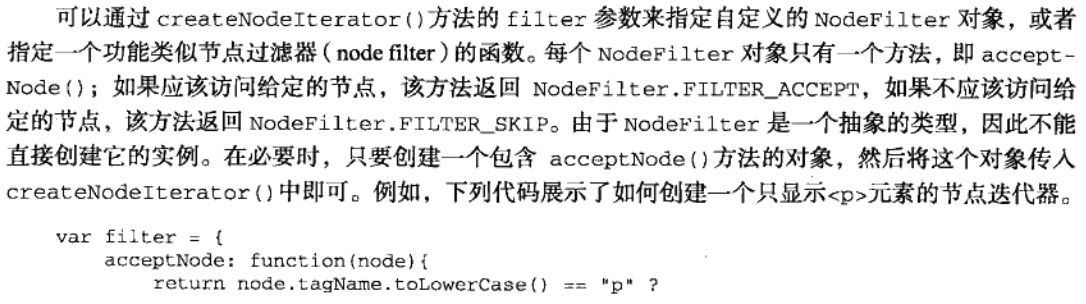 可以通过 createNodeIterator()方法的 filter 参数来指定自定义的 NodeFilter 对象，或者
指定一个功能类似节点过滤器（node filter）的函数。每个 NodeFilter 对象只有一个方法，即 accept-
Node()；如果应该访问给定的节点，该方法返回 NodeFilter.FILTER_ACCEPT，如果不应该访问给
定的节点，该方法返回 NodeFilter.FILTER_SKIP。由于 NodeFilter 是一个抽象的类型，因此不能
直接创建它的实例。在必要时，只要创建一个包含 acceptNode()方法的对象，然后将这个对象传入
createNodeIterator()中即可。例如，下列代码展示了如何创建一个只显示<p>元素的节点迭代器。
var filter = {
acceptNode: function(node){
return node.tagName.toLowerCase() == "p" ?